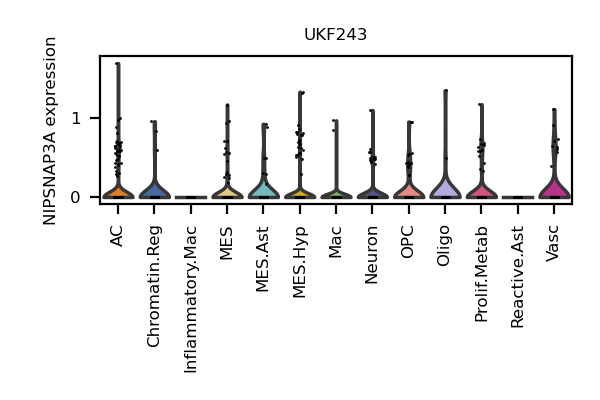 UKF243
NIPSNAP3A expression
1
0
AC
Chromatin.Reg
Inflammatory.Mac
MES
MES.Ast
MES.Hyp
Mac
Neuron
OPC
Oligo
Prolif.Metab
Reactive.Ast
Vasc